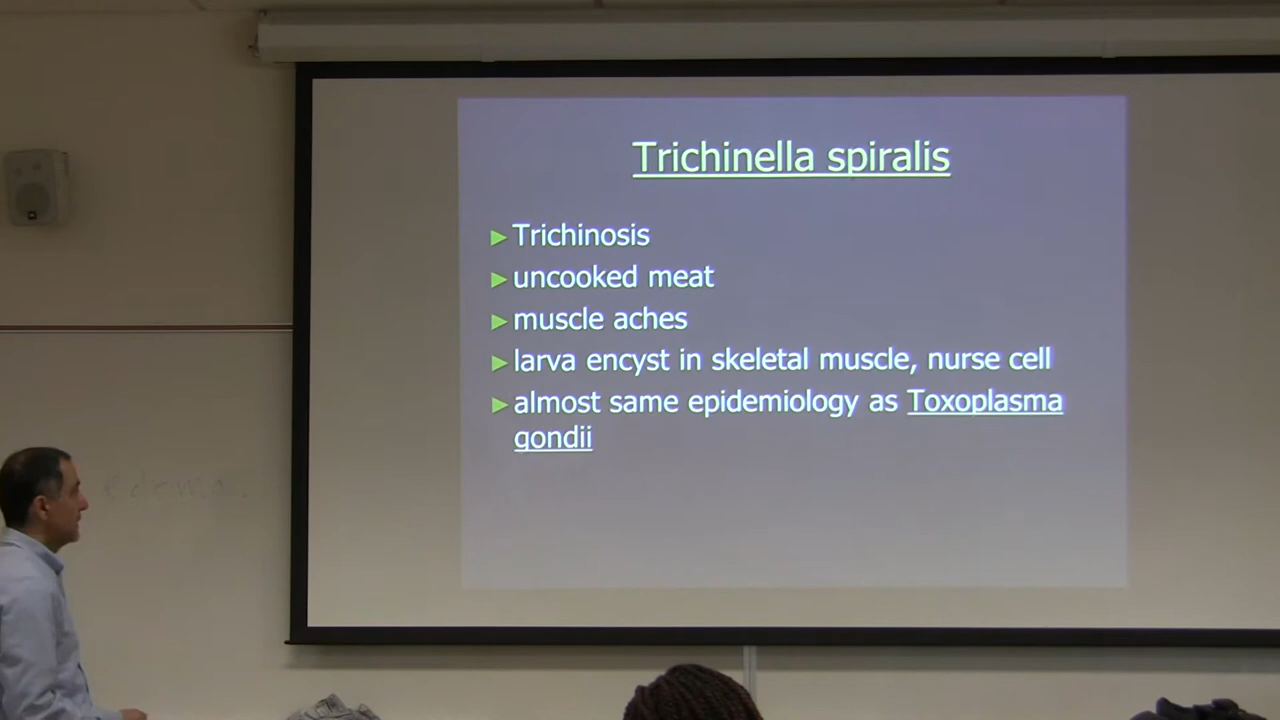 Trichinella spiralis
►Trichinosis
►uncooked meat
►muscle aches
►larva encyst in skeletal muscle, nurse cell
►almost same epidemiology as Toxoplasma
gondii
edema.